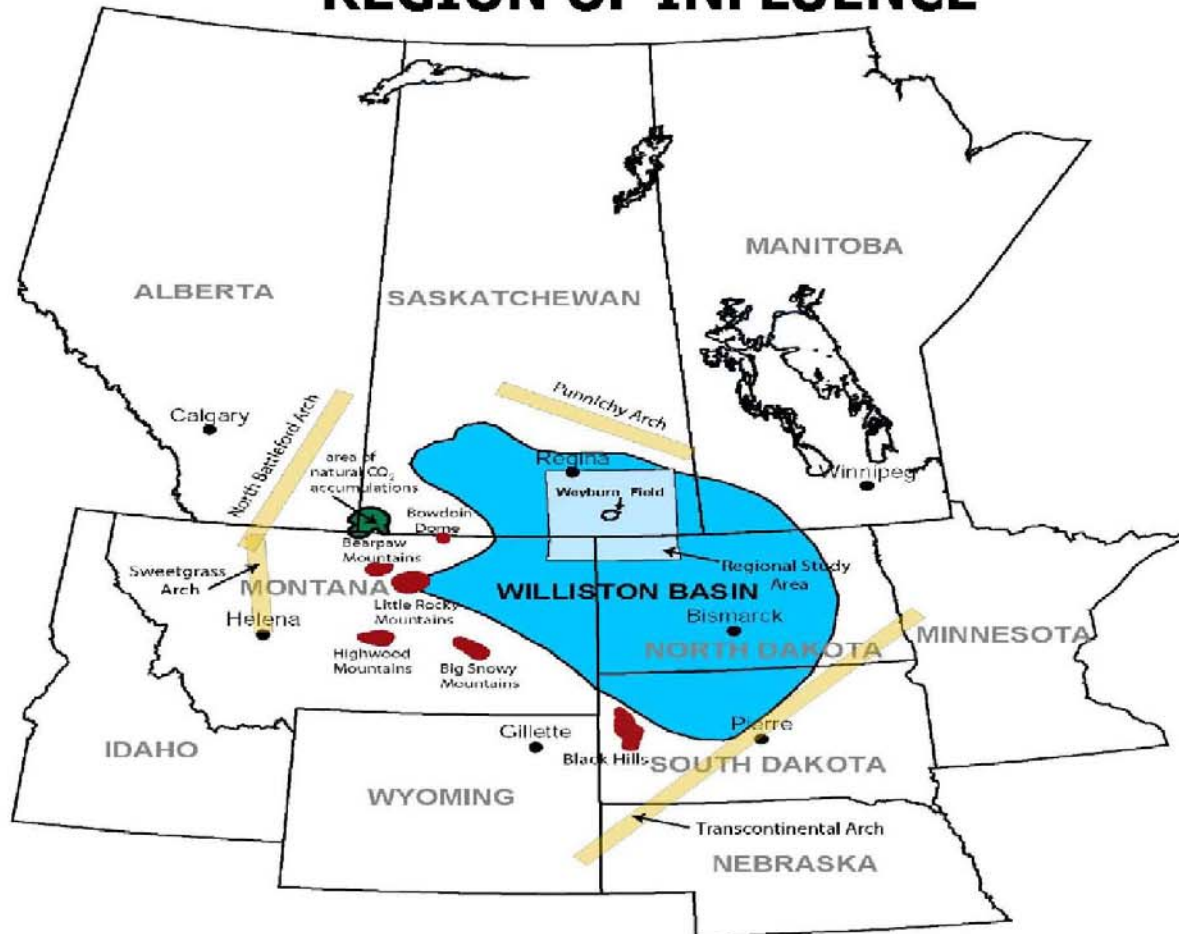 REGION OF INFLUENCE
MANITOBA
ALBERTA
SASKATCHEWAN
Punnichy Arch
Calgary
North Battleford Arch
area of
natural CO₂
accumulations
Regina
Winnipeg
Weyburn Field
Bowdoin
Dome
Bearpaw
Mountains
Sweetgrass
Arch
MONTANA
Regional Study
Area
WILLISTON BASIN
Little Rocky
Mountains
Helena
Bismarck
MINNESOTA
NORTH DAKOTA
Highwood
Mountains
Big Snowy
Mountains
IDAHO
Gillette
Pierre
Black Hills
SOUTH DAKOTA
WYOMING
Transcontinental Arch
NEBRASKA